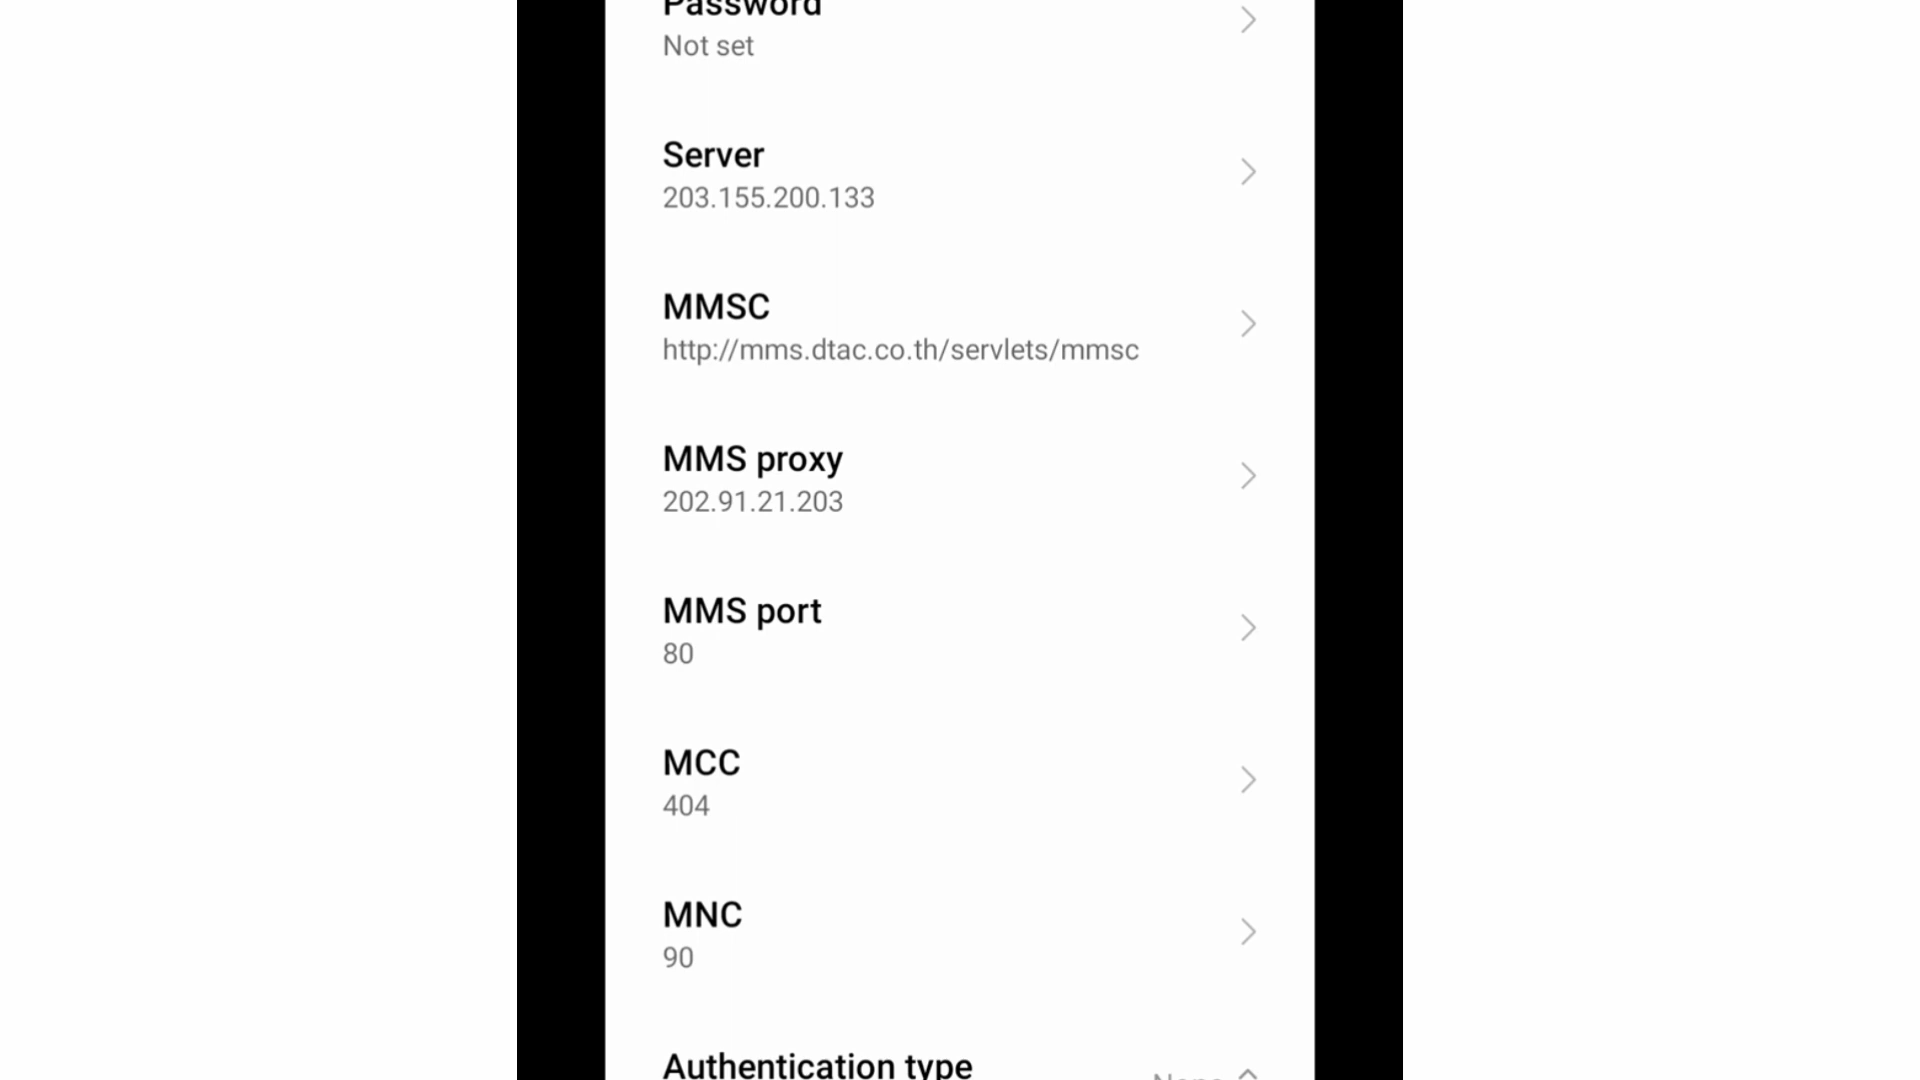 Password
Not set
Server
203.155.200.133
MMSC
http://mms.dtac.co.th/servlets/mmsc
MMS proxy
202.91.21.203
MMS port
80
MCC
404
MNC
90
Authentication type
None